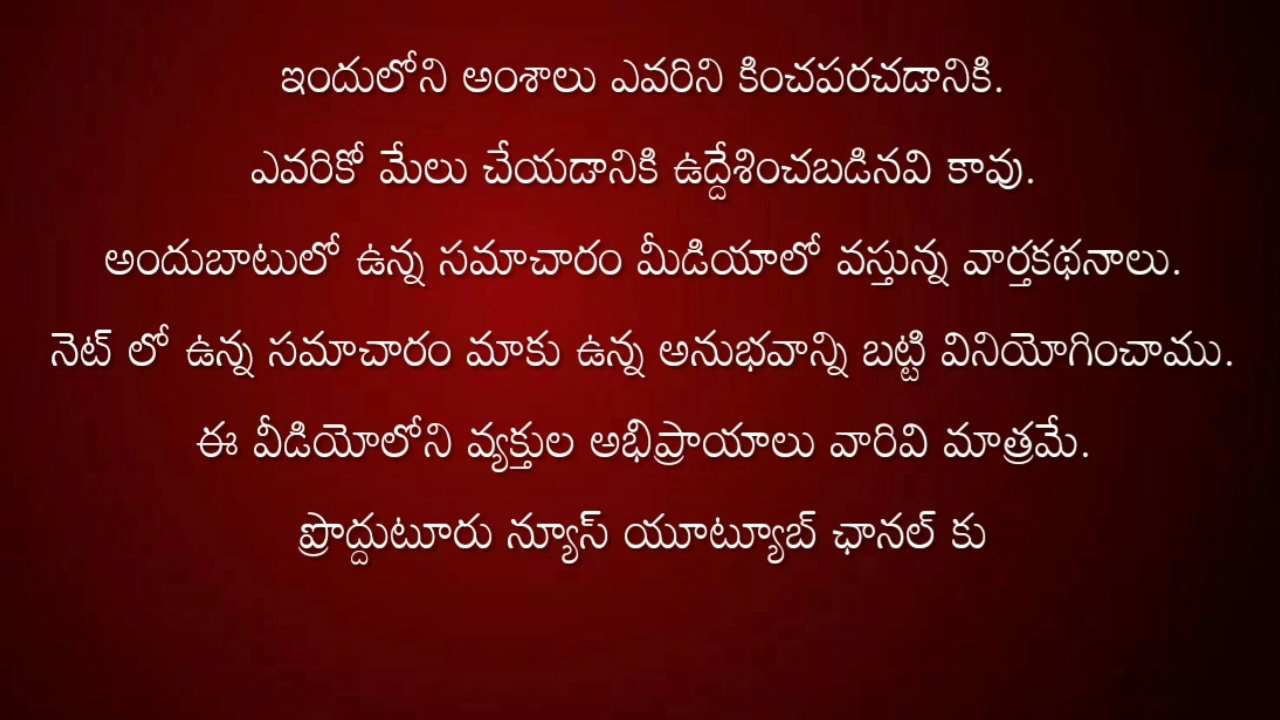 ఇందులోని అంశాలు ఎవరిని కించపరచడానికి.
ఎవరికో మేలు చేయడానికి ఉద్దేశించబడినవి కావు.
అందుబాటులో ఉన్న సమాచారం మీడియాలో వస్తున్న వార్తకథనాలు.
నెట్ లో ఉన్న సమాచారం మాకు ఉన్న అనుభవాన్ని బట్టి వినియోగించాము.
ఈ వీడియోలోని వ్యక్తుల అభిప్రాయాలు వారివి మాత్రమే.
ప్రొద్దుటూరు న్యూస్ యూట్యూబ్ ఛానల్ కు